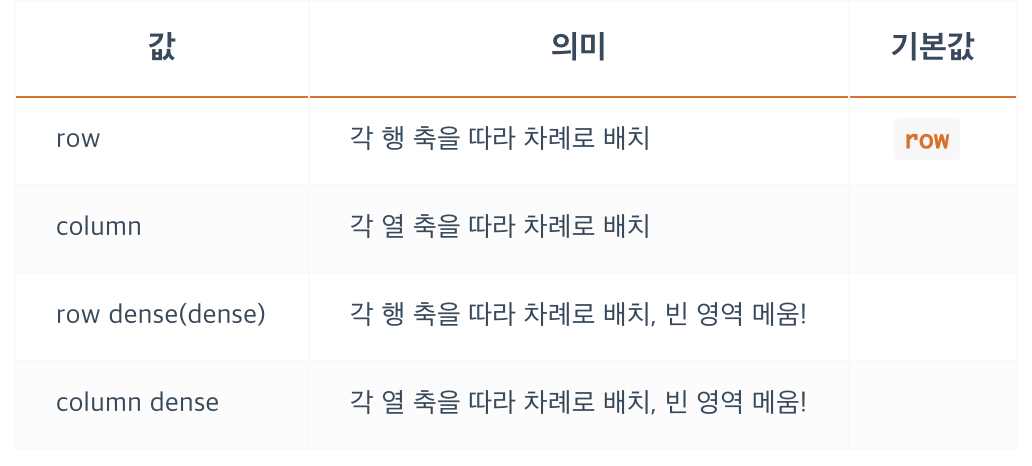 값 의미 기본값
row 각 행 축을 따라 차례로 배치 row
column 각 열 축을 따라 차례로 배치
row dense(dense) 각 행 축을 따라 차례로 배치, 빈 영역 메움!
column dense 각 열 축을 따라 차례로 배치, 빈 영역 메움!